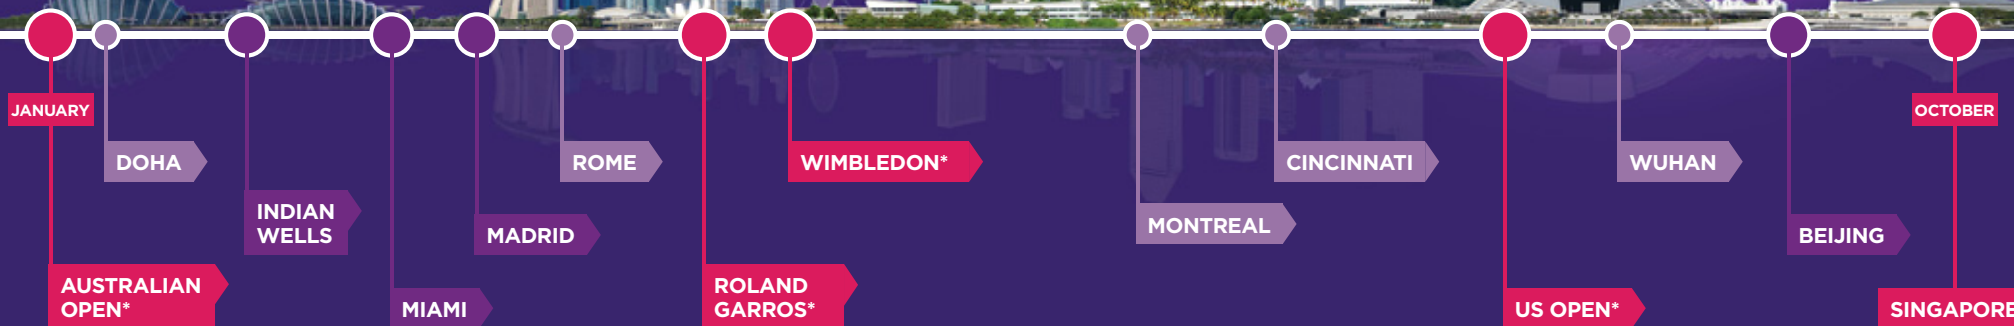 JANUARY
OCTOBER
DOHA
ROME
WIMBLEDON*
CINCINNATI
WUHAN
INDIAN
WELLS
MADRID
MONTREAL
BEIJING
AUSTRALIAN
OPEN*
MIAMI
ROLAND
GARROS*
US OPEN*
SINGAPORE